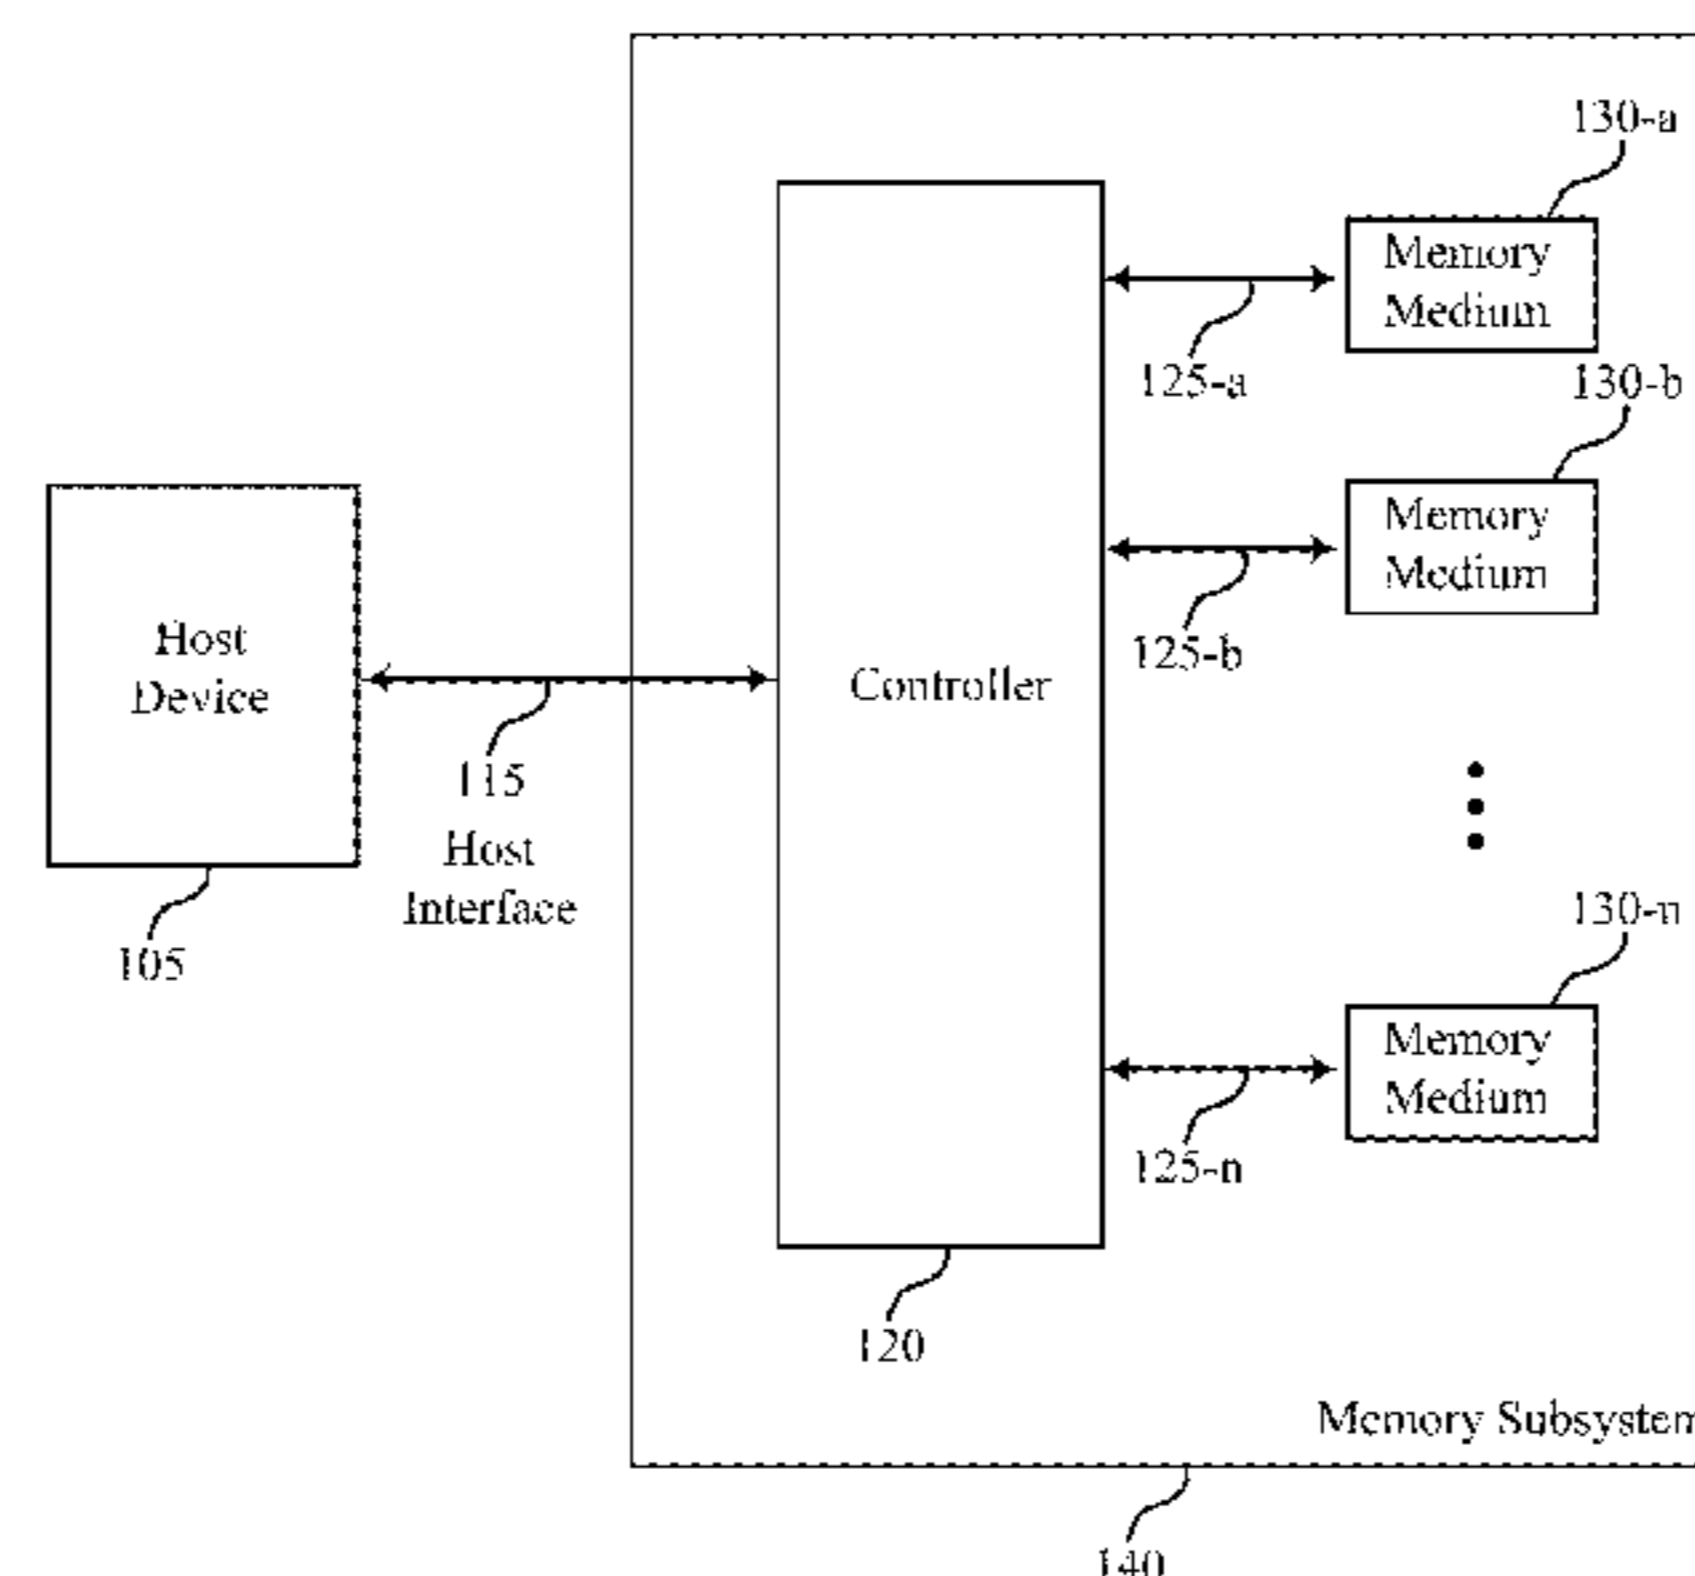 130-a
Memory
Medium
125-a
130-b
Memory
Medium
125-b
Host
Device
Controller
115
Host
Interface
105
130-n
Memory
Medium
125-n
120
Memory Subsystem
140